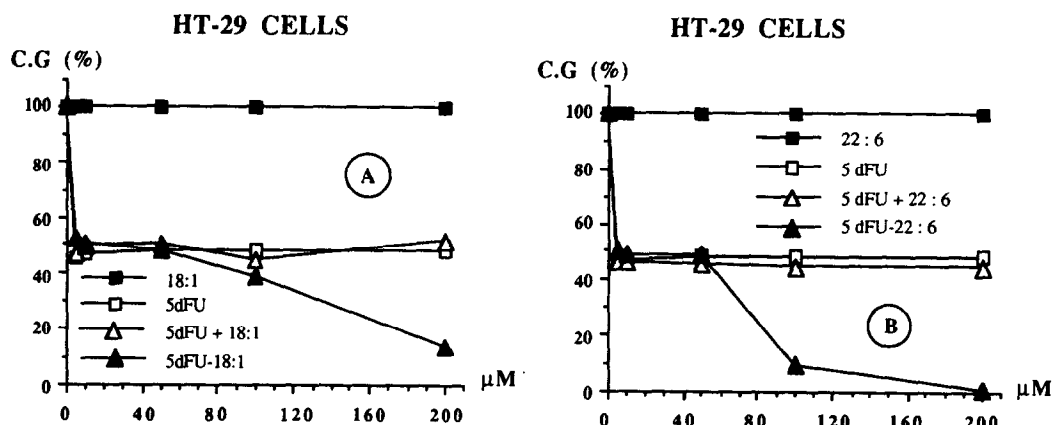 HT-29 CELLS
C.G (%)
100
80
60
40
20
0
A
18:1
5dFU
5dFU + 18:1
5dFU-18:1
µM
0 40 80 120 160 200
HT-29 CELLS
C.G (%)
100
80
60
40
20
0
22 : 6
5 dFU
5 dFU + 22 : 6
5 dFU-22 : 6
B
µM
0 40 80 120 160 200